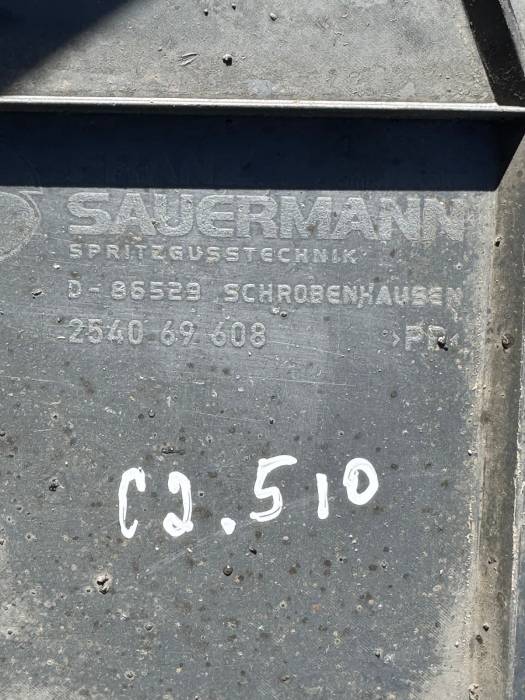 SAUERMANN
SPRITZGUSSTECHNIK
D-86529 SCHROBENHAUSEN
2540 69 608 >PP<
C2.510